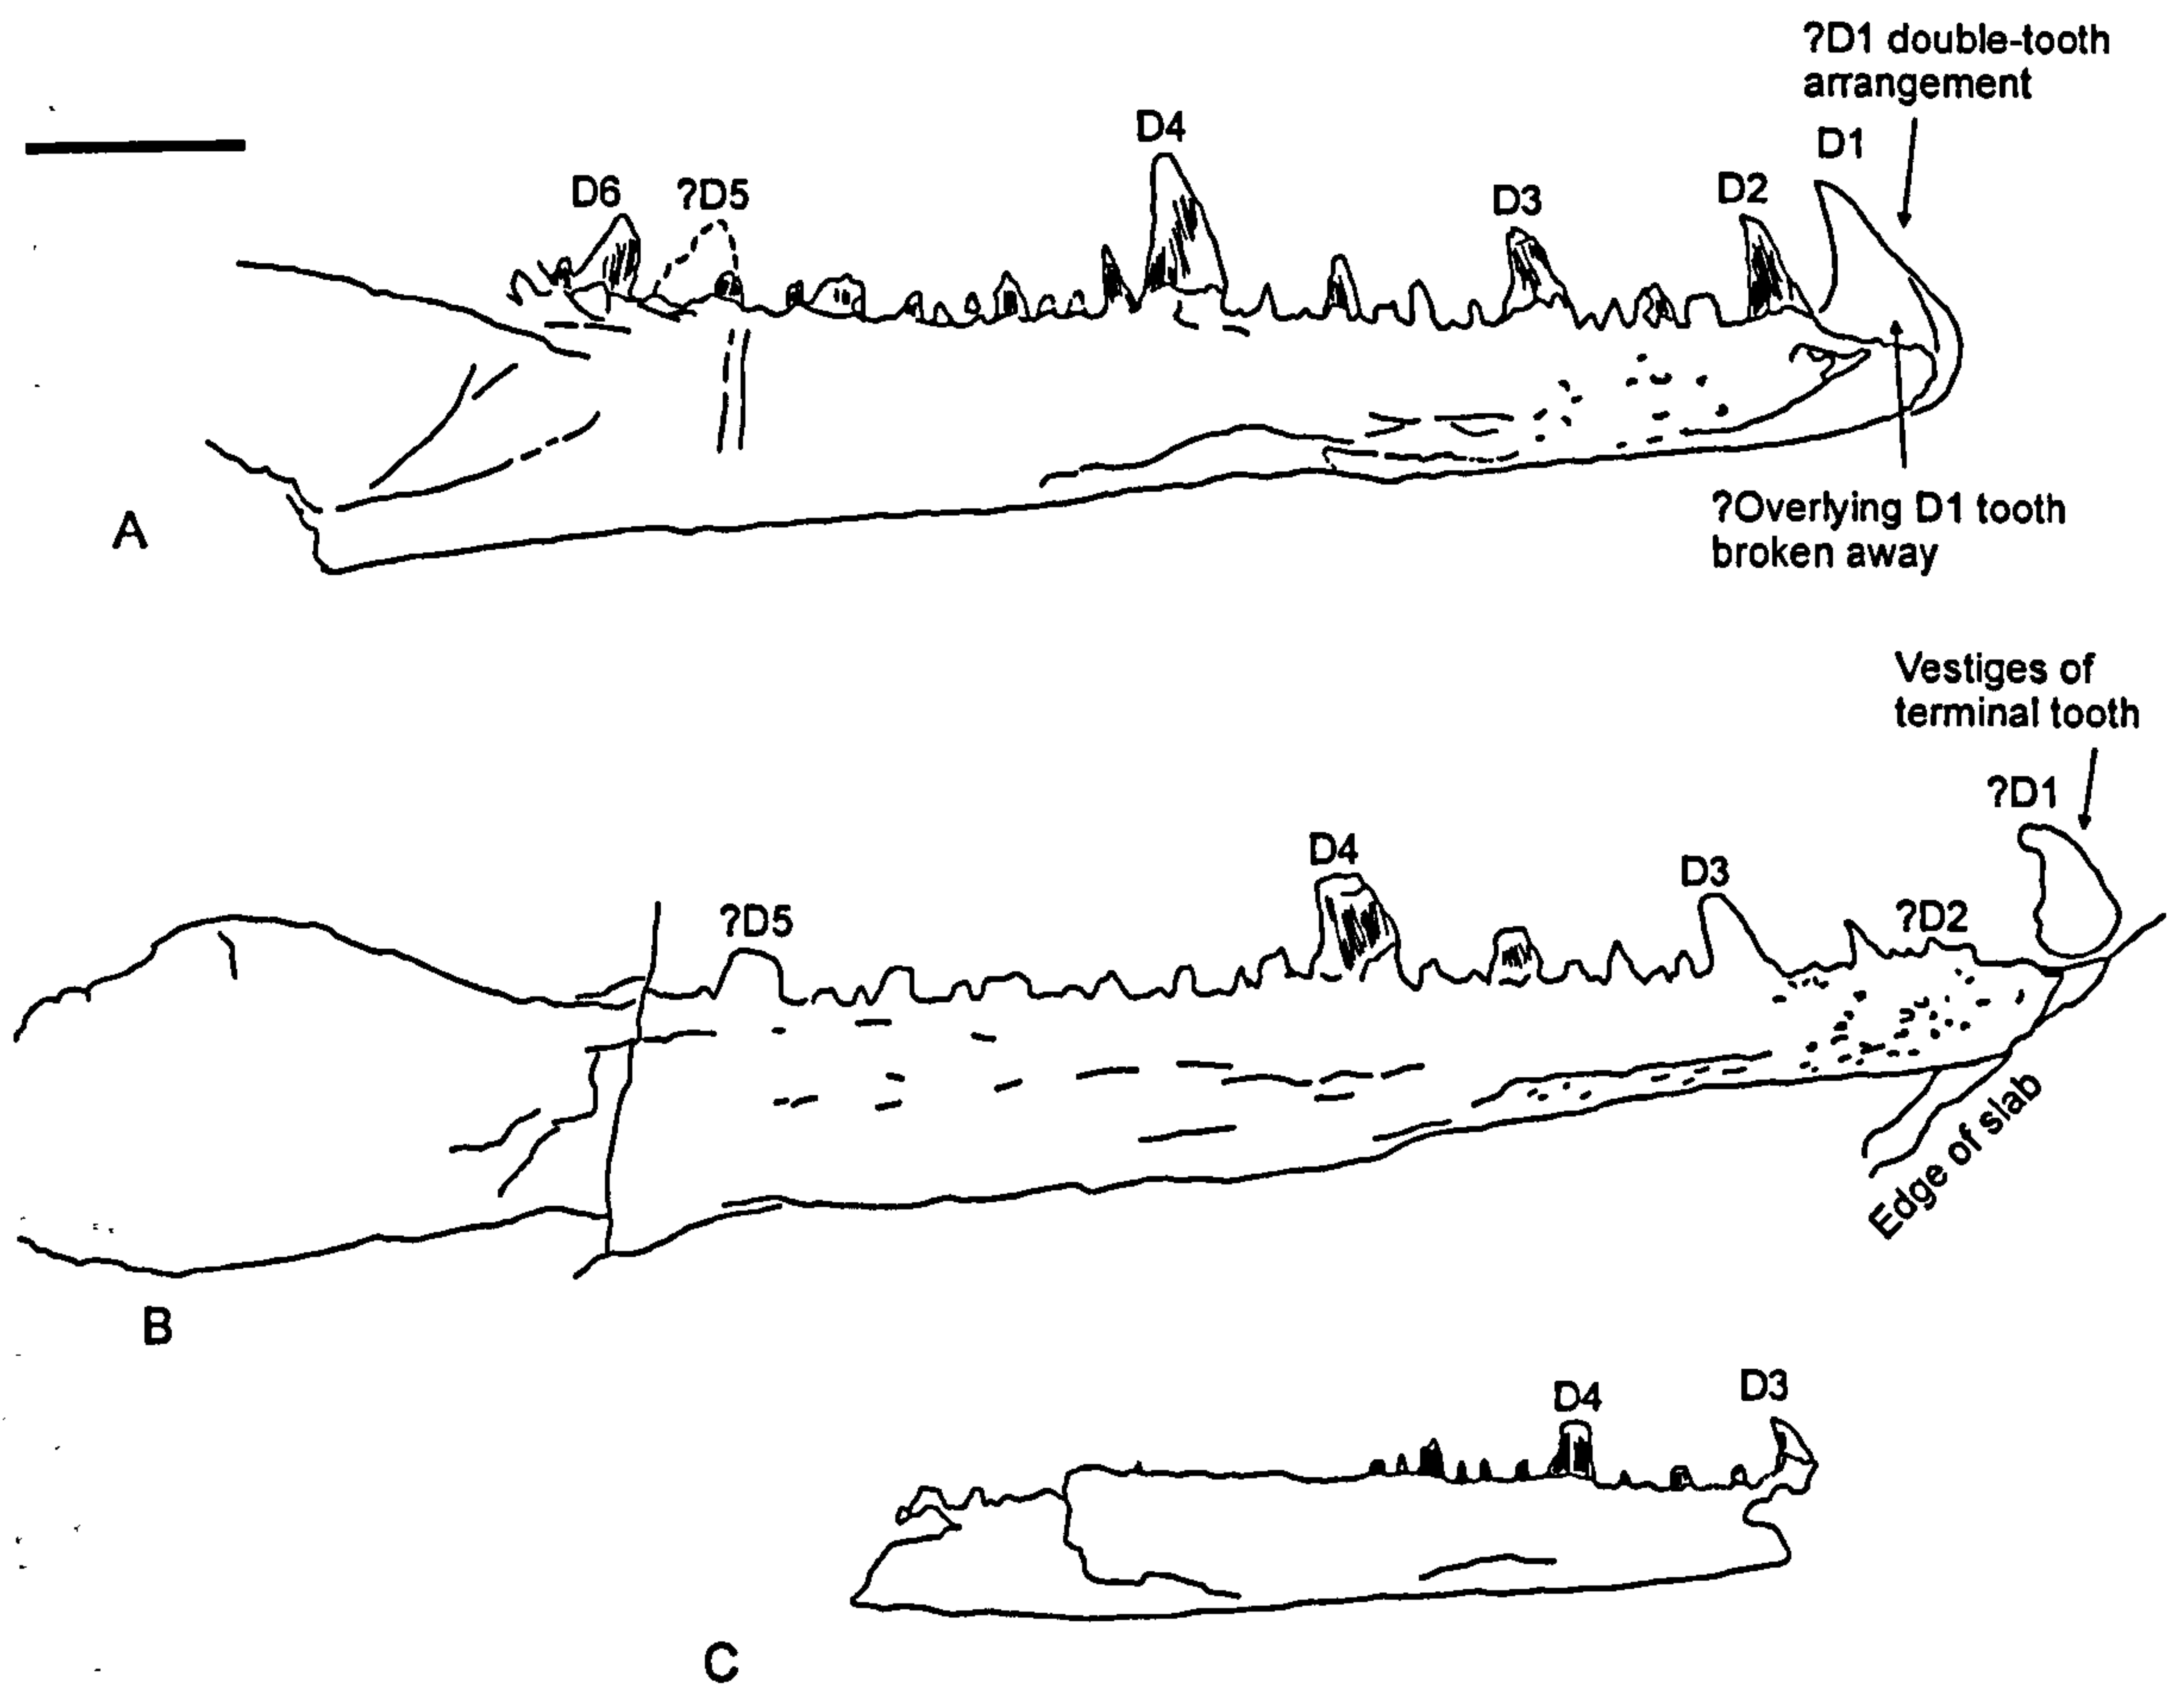 ?D1 double-tooth
arrangement
D4
D1
D6
?D5
D3
D2
A
?Overlying D1 tooth
broken away
Vestiges of
terminal tooth
?D1
D4
D3
?D5
?D2
Edge of slab
B
D4
D3
C